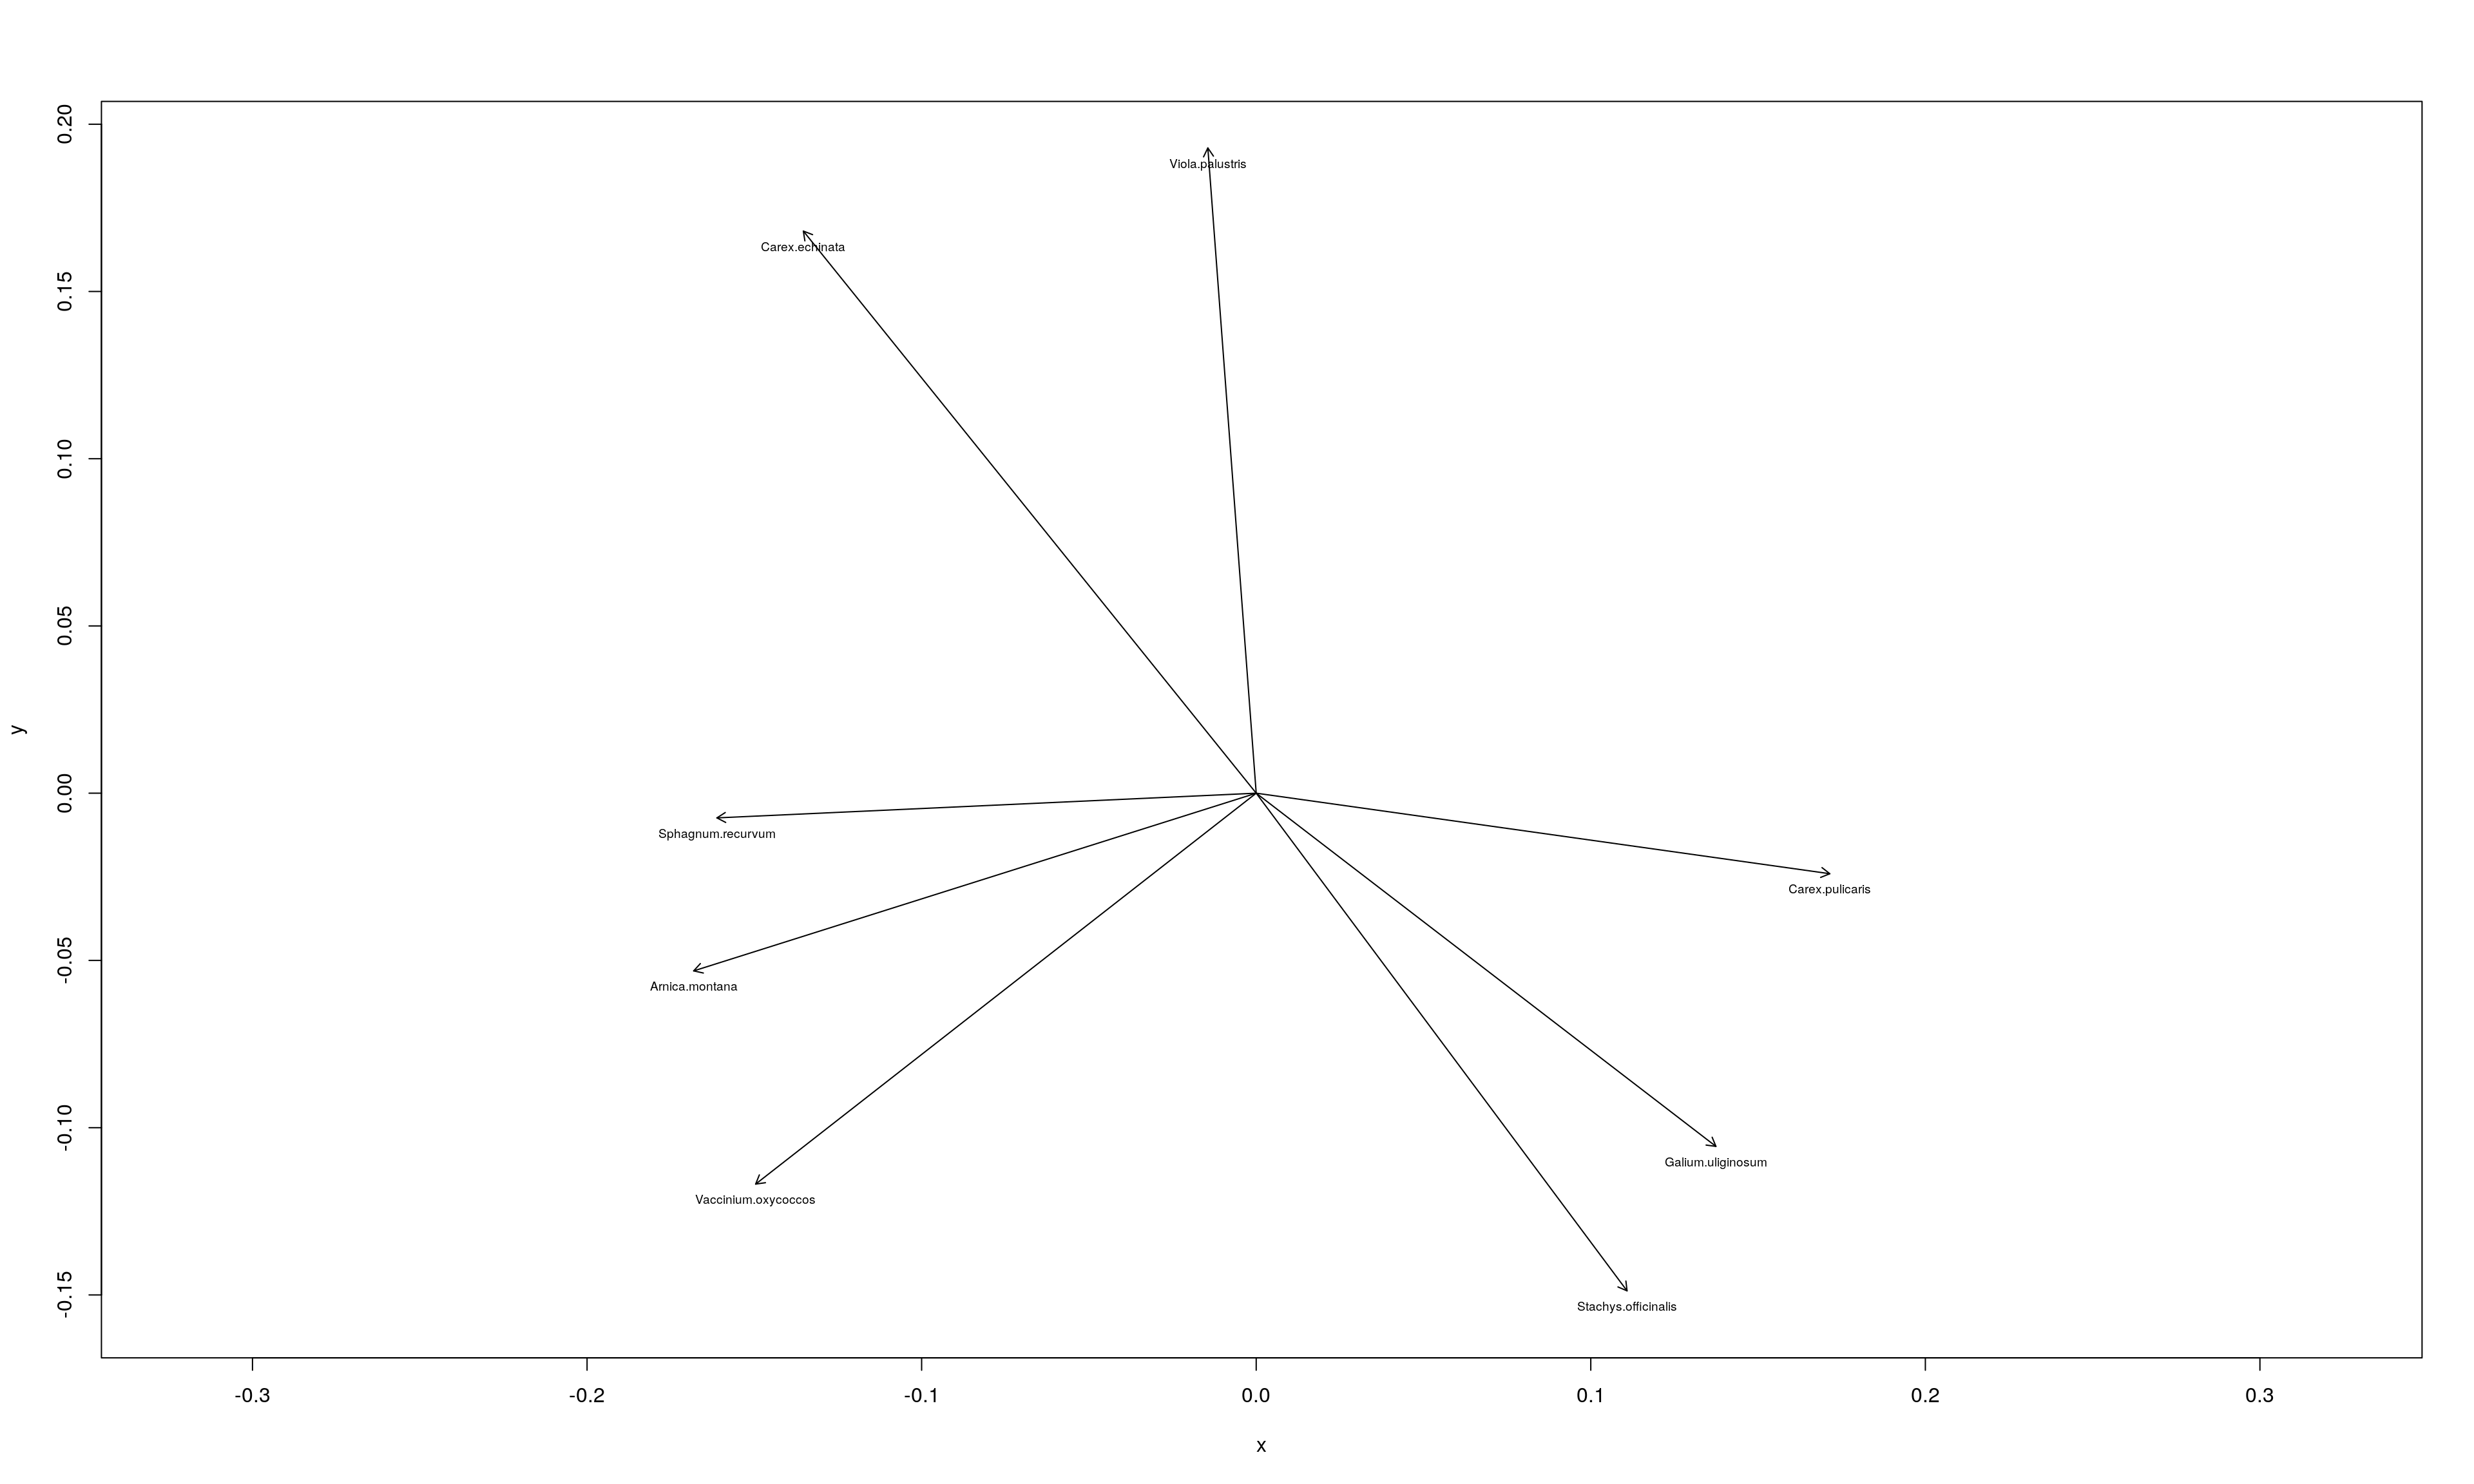 0.20
0.15
0.10
0.05
0.00
-0.05
-0.10
-0.15
y
Viola.palustris
Carex.echinata
Sphagnum.recurvum
Carex.pulicaris
Arnica.montana
Galium.uliginosum
Vaccinium.oxycoccos
Stachys.officinalis
-0.3 -0.2 -0.1 0.0 0.1 0.2 0.3
x